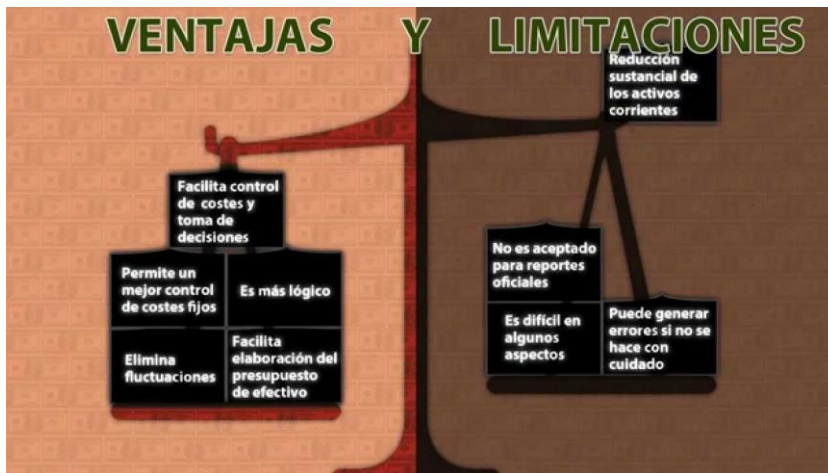 VENTAJAS Y LIMITACIONES
Facilita control
de costes y
toma de
decisiones
Permite un
mejor control
de costes fijos
Es más lógico
Elimina
fluctuaciones
Facilita
elaboración del
presupuesto
de efectivo
Reducción
sustancial de
los activos
corrientes
No es aceptado
para reportes
oficiales
Es difícil en
algunos
aspectos
Puede generar
errores si no se
hace con
cuidado